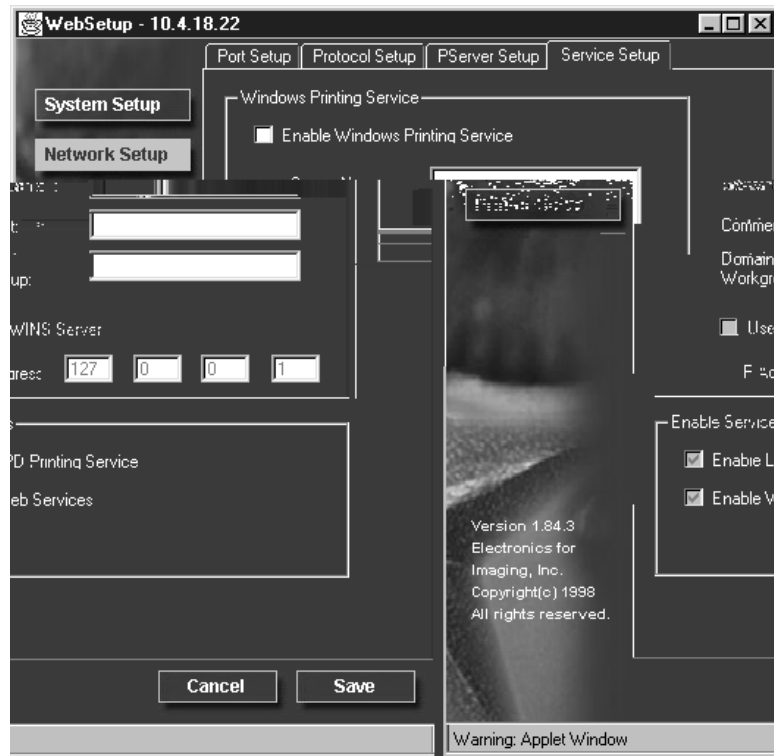 WebSetup - 10.4.18.22
Port Setup
Protocol Setup
PServer Setup
Service Setup
System Setup
Network Setup
Windows Printing Service
Enable Windows Printing Service
up:
WINS Server
127
0
0
1
PD Printing Service
eb Services
Cancel
Save
Version 1.84.3
Electronics for
Imaging, Inc.
Copyright(c) 1998
All rights reserved.
Warning: Applet Window
Comme
Domain
Workgr
Use
Enable Service
Enable L
Enable V